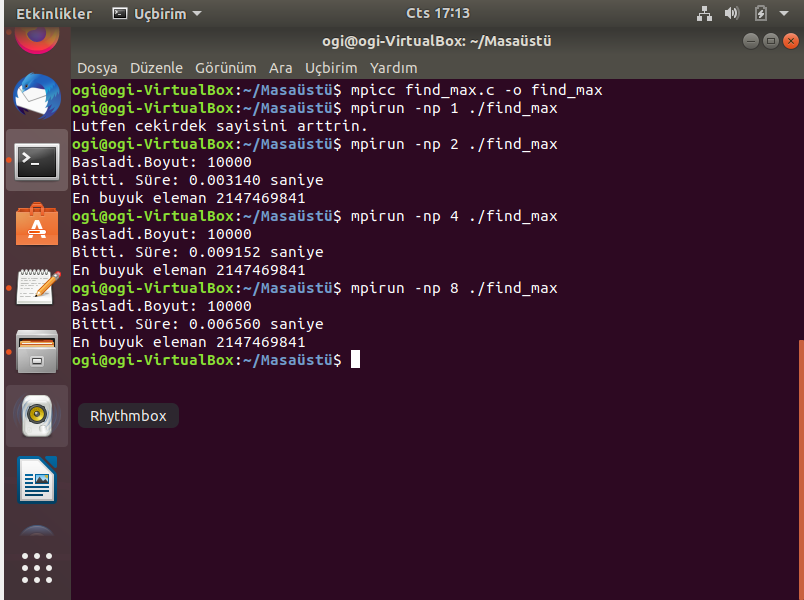 Etkinlikler Uçbirim Cts 17:13
ogi@ogi-VirtualBox: ~/Masaüstü
Dosya Düzenle Görünüm Ara Uçbirim Yardım
ogi@ogi-VirtualBox:~/Masaüstü$ mpicc find_max.c -o find_max
ogi@ogi-VirtualBox:~/Masaüstü$ mpirun -np 1 ./find_max
Lutfen cekirdek sayisini arttrin.
ogi@ogi-VirtualBox:~/Masaüstü$ mpirun -np 2 ./find_max
Basladi.Boyut: 10000
Bitti. Süre: 0.003140 saniye
En buyuk eleman 2147469841
ogi@ogi-VirtualBox:~/Masaüstü$ mpirun -np 4 ./find_max
Basladi.Boyut: 10000
Bitti. Süre: 0.009152 saniye
En buyuk eleman 2147469841
ogi@ogi-VirtualBox:~/Masaüstü$ mpirun -np 8 ./find_max
Basladi.Boyut: 10000
Bitti. Süre: 0.006560 saniye
En buyuk eleman 2147469841
ogi@ogi-VirtualBox:~/Masaüstü$
Rhythmbox